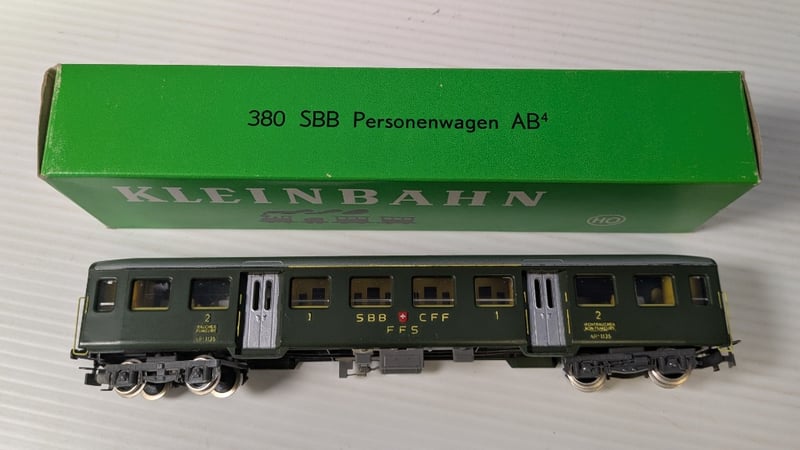 380 SBB Personenwagen AB⁴
KLEINBAHN
HO
2
1
SBB CFF
FFS
1
2